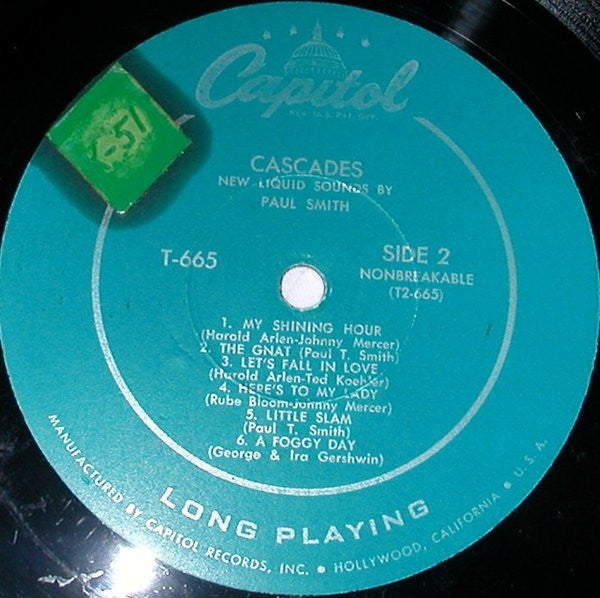 Capitol
REG. U.S. PAT. OFF.
CASCADES
NEW LIQUID SOUNDS BY
PAUL SMITH
T-665
SIDE 2
NONBREAKABLE
(T2-665)
1. MY SHINING HOUR
(Harold Arlen-Johnny Mercer)
2. THE GNAT (Paul T. Smith)
3. LET'S FALL IN LOVE
(Harold Arlen-Ted Koehler)
4. HERE'S TO MY LADY
(Rube Bloom-Johnny Mercer)
5. LITTLE SLAM
(Paul T. Smith)
6. A FOGGY DAY
(George & Ira Gershwin)
LONG PLAYING
MANUFACTURED BY CAPITOL RECORDS, INC. • HOLLYWOOD, CALIFORNIA • U.S.A.